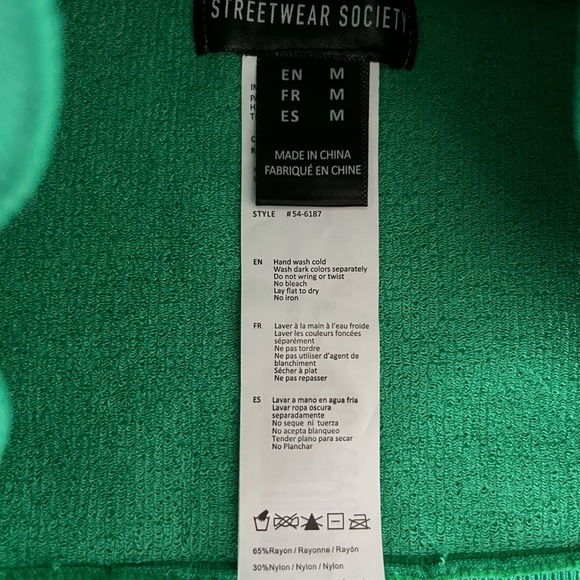 STREETWEAR SOCIETY
EN M
FR M
ES M
MADE IN CHINA
FABRIQUÉ EN CHINE
STYLE #54-6187
EN Hand wash cold
Wash dark colors separately
Do not wring or twist
No bleach
Lay flat to dry
No iron
FR Laver à la main à l'eau froide
Laver les couleurs foncées
séparément
Ne pas tordre
Ne pas utiliser d'agent de
blanchiment
Sécher à plat
Ne pas repasser
ES Lavar a mano en agua fria
Lavar ropa oscura
separadamente
No seque ni tuerza
No acepta blanqueo
Tender plano para secar
No Planchar
65%Rayon / Rayonne / Rayón
30%Nylon / Nylon / Nylon